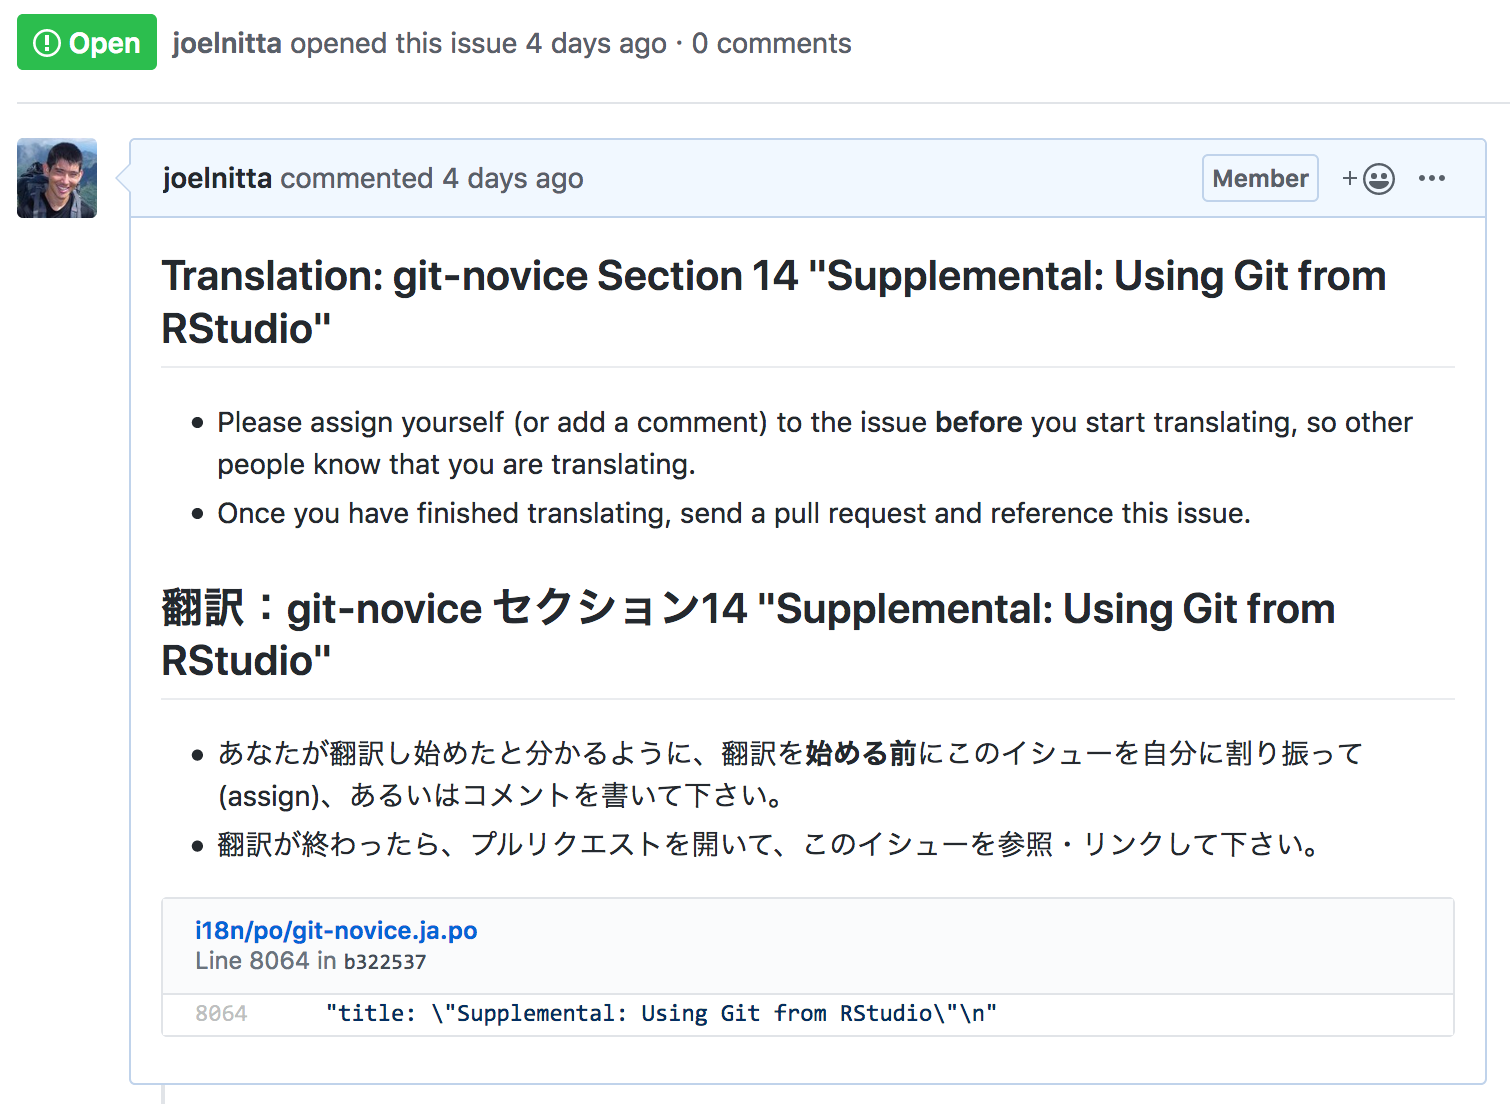 Open joelnitta opened this issue 4 days ago · 0 comments
joelnitta commented 4 days ago Member +
Translation: git-novice Section 14 "Supplemental: Using Git from
RStudio"
• Please assign yourself (or add a comment) to the issue before you start translating, so other
people know that you are translating.
• Once you have finished translating, send a pull request and reference this issue.
翻訳：git-novice セクション14 "Supplemental: Using Git from
RStudio"
• あなたが翻訳し始めたと分かるように、翻訳を始める前にこのイシューを自分に割り振って
(assign)、あるいはコメントを書いて下さい。
• 翻訳が終わったら、プルリクエストを開いて、このイシューを参照・リンクして下さい。
i18n/po/git-novice.ja.po
Line 8064 in b322537
8064 "title: \"Supplemental: Using Git from RStudio\"\n"